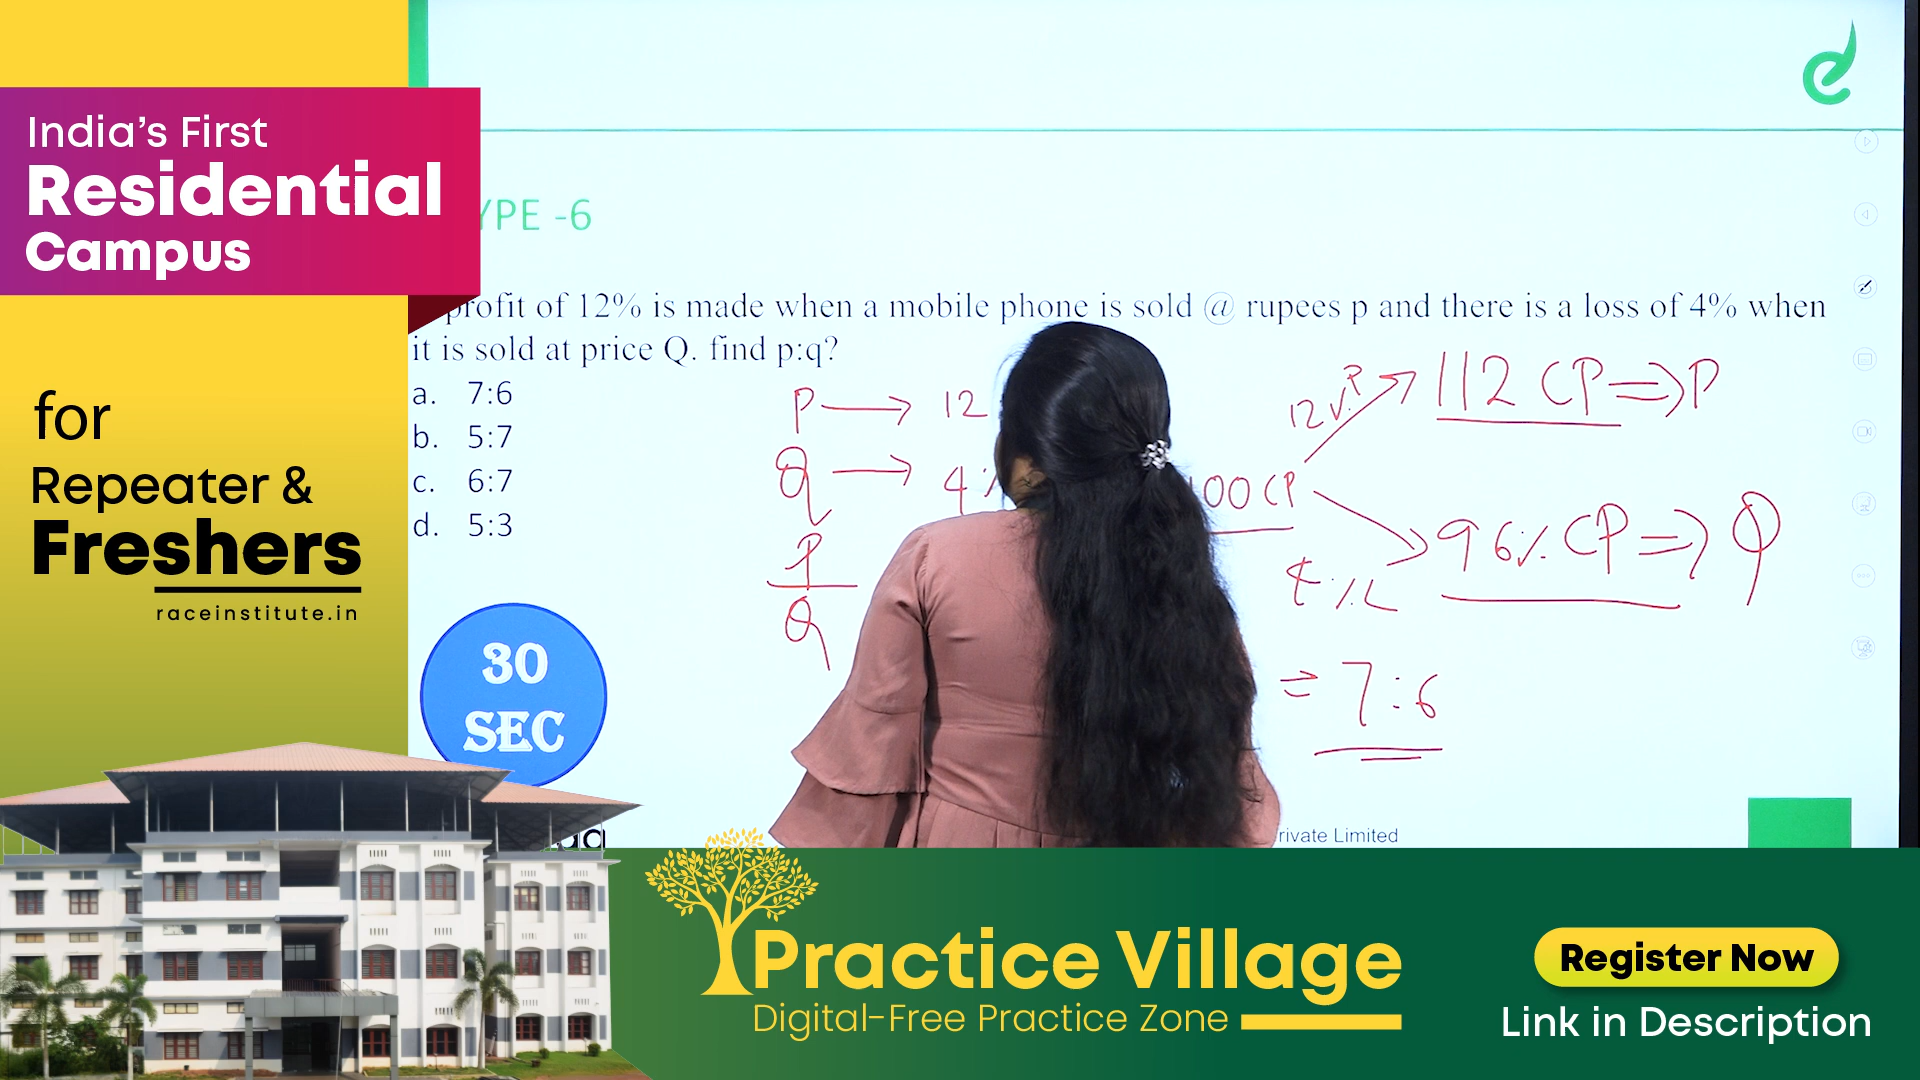 India's First
Residential
Campus
for
Repeater &
Freshers
raceinstitute.in
YPE -6
profit of 12% is made when a mobile phone is sold @ rupees p and there is a loss of 4% when
it is sold at price Q. find p:q?
a. 7:6
b. 5:7
c. 6:7
d. 5:3
P → 12
Q → 4%
P
Q
100 CP
12% P
112 CP ⇒ P
4% L
96% CP ⇒ Q
= 7:6
30
SEC
rivate Limited
Practice Village
Digital-Free Practice Zone
Register Now
Link in Description